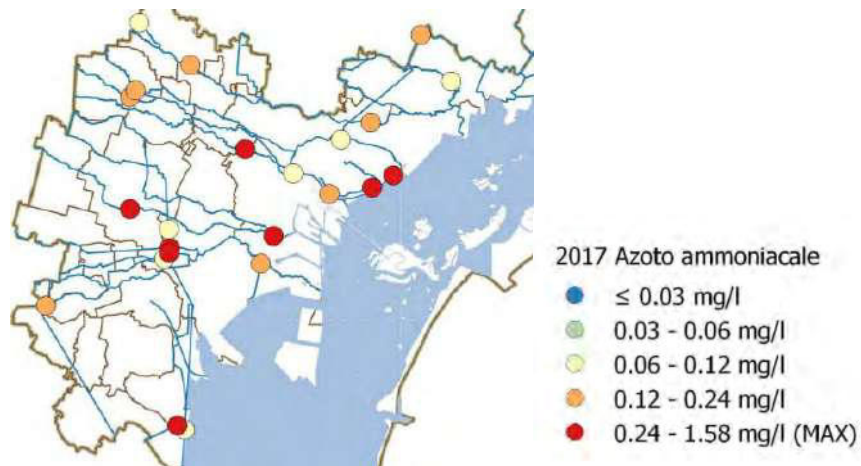 2017 Azoto ammoniacale
≤ 0.03 mg/l
0.03 - 0.06 mg/l
0.06 - 0.12 mg/l
0.12 - 0.24 mg/l
0.24 - 1.58 mg/l (MAX)